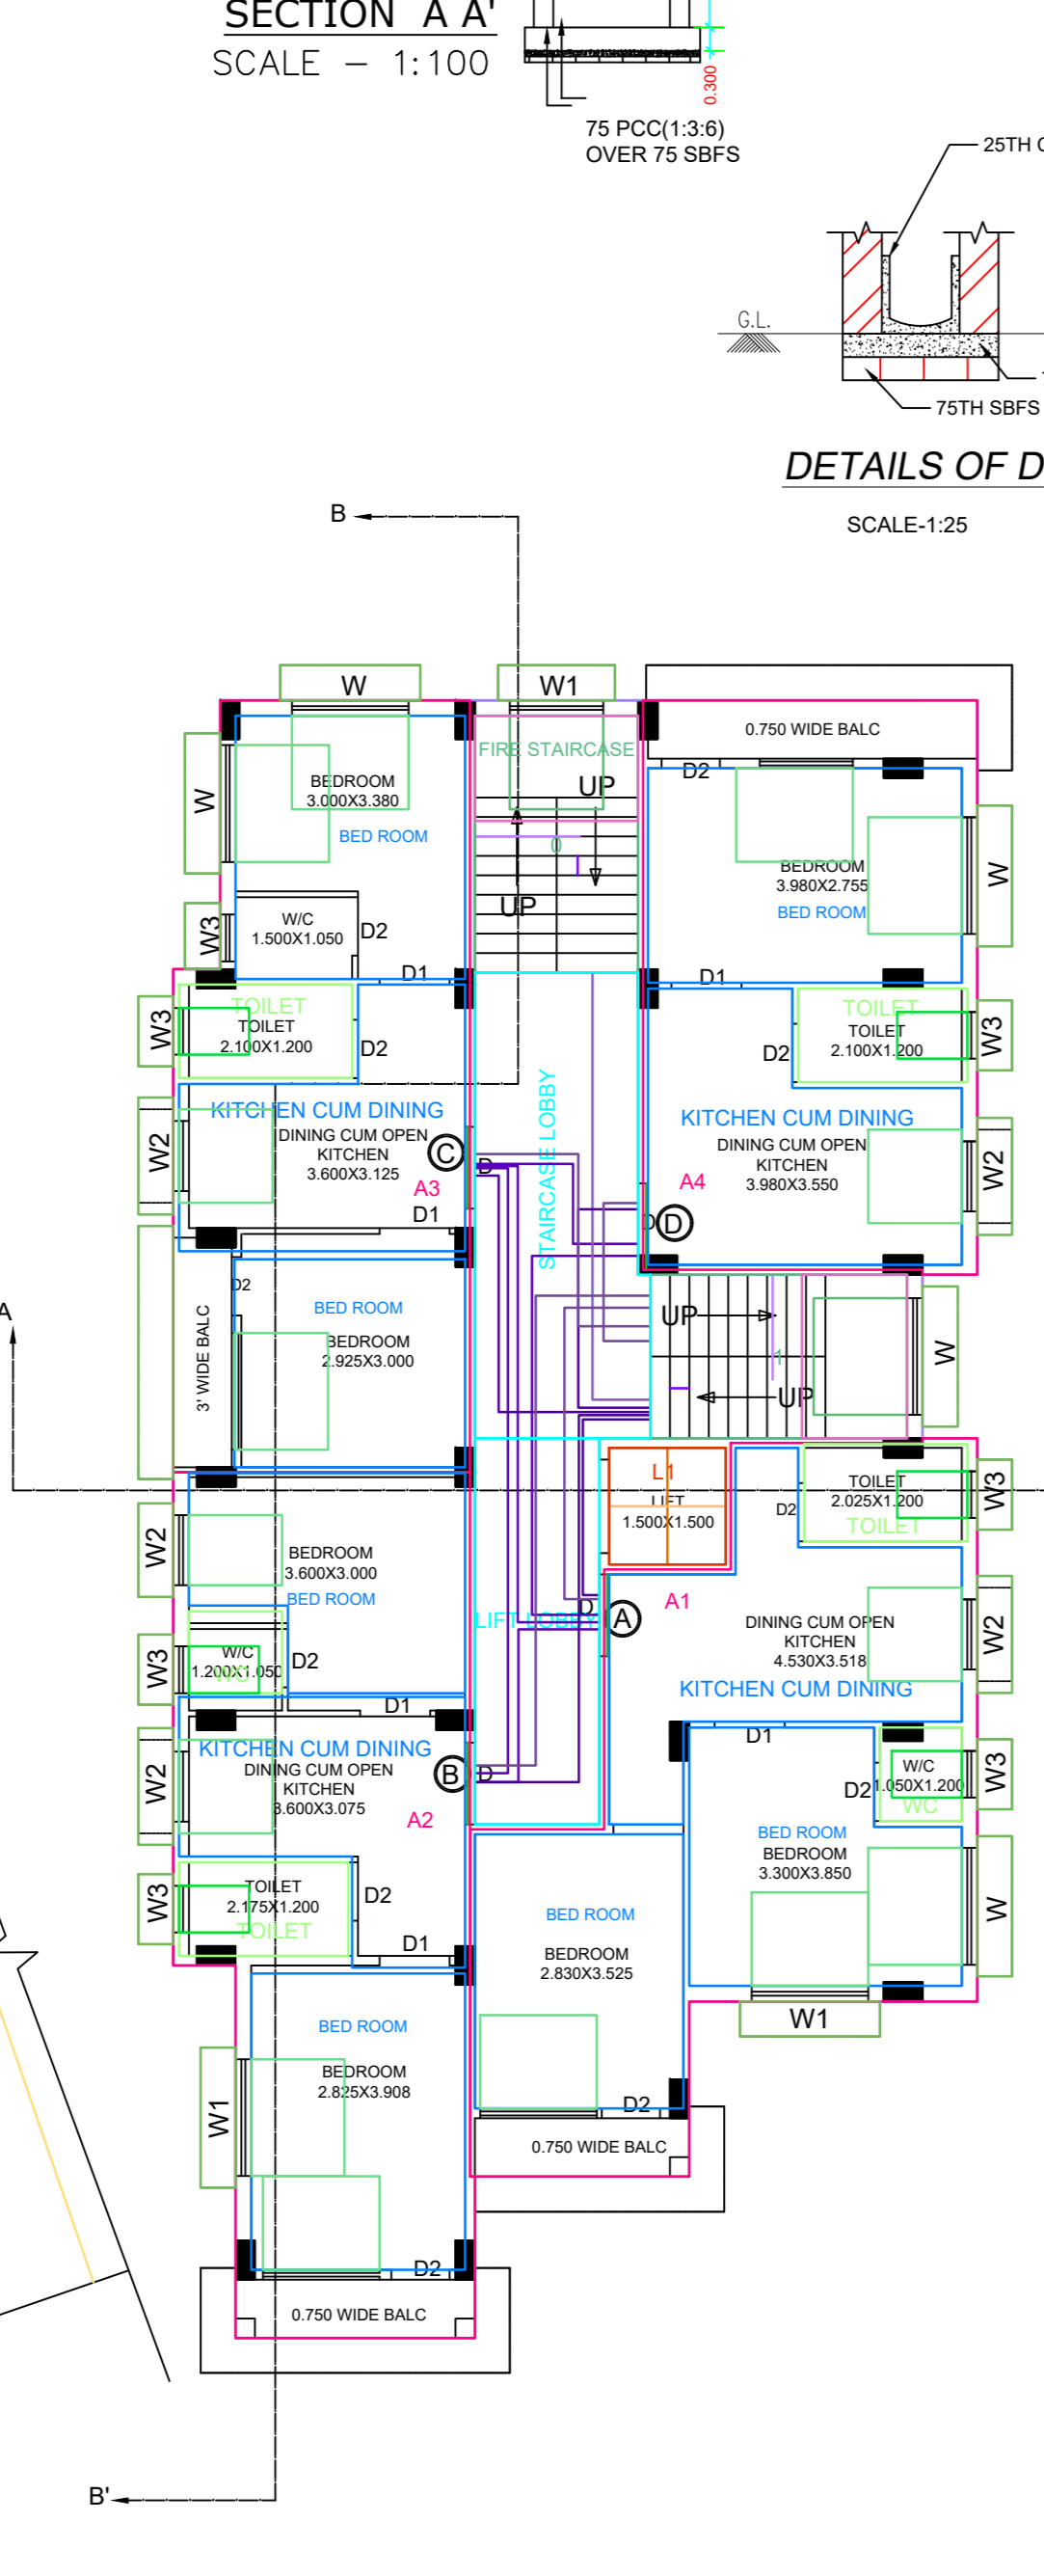 SECTION A A'
SCALE - 1:100
0.300
75 PCC(1:3:6)
OVER 75 SBFS
25TH
G.L.
75TH SBFS
DETAILS OF D
SCALE-1:25
B
W
W1
0.750 WIDE BALC
FIRE STAIRCASE
D2
UP
W
BEDROOM
3.000X3.380
BED ROOM
0
BEDROOM
3.980X2.755
BED ROOM
W
UP
W3
W/C
1.500X1.050
D2
D1
D1
TOILET
TOILET
2.100X1.200
W3
D2
TOILET
TOILET
2.100X1.200
W3
D2
KITCHEN CUM DINING
DINING CUM OPEN
KITCHEN
3.600X3.125
W2
C
D
A3
D1
STAIRCASE LOBBY
KITCHEN CUM DINING
DINING CUM OPEN
KITCHEN
3.980X3.550
W2
A4
D
D
D2
BED ROOM
BEDROOM
2.925X3.000
3' WIDE BALC
A
UP
UP
1
W
L1
LIFT
1.500X1.500
TOILET
2.025X1.200
TOILET
D2
W3
W2
BEDROOM
3.600X3.000
BED ROOM
W3
W/C
1.200X1.050
WC
D2
D1
LIFT LOBBY
D
A
A1
DINING CUM OPEN
KITCHEN
4.530X3.518
KITCHEN CUM DINING
W2
KITCHEN CUM DINING
DINING CUM OPEN
KITCHEN
3.600X3.075
W2
B
D
A2
D1
W/C
1.050X1.200
WC
D2
W3
BED ROOM
BEDROOM
3.300X3.850
W
W3
TOILET
2.175X1.200
TOILET
D2
D1
BED ROOM
BEDROOM
2.830X3.525
W1
BED ROOM
BEDROOM
2.825X3.908
W1
D2
0.750 WIDE BALC
D2
0.750 WIDE BALC
B'